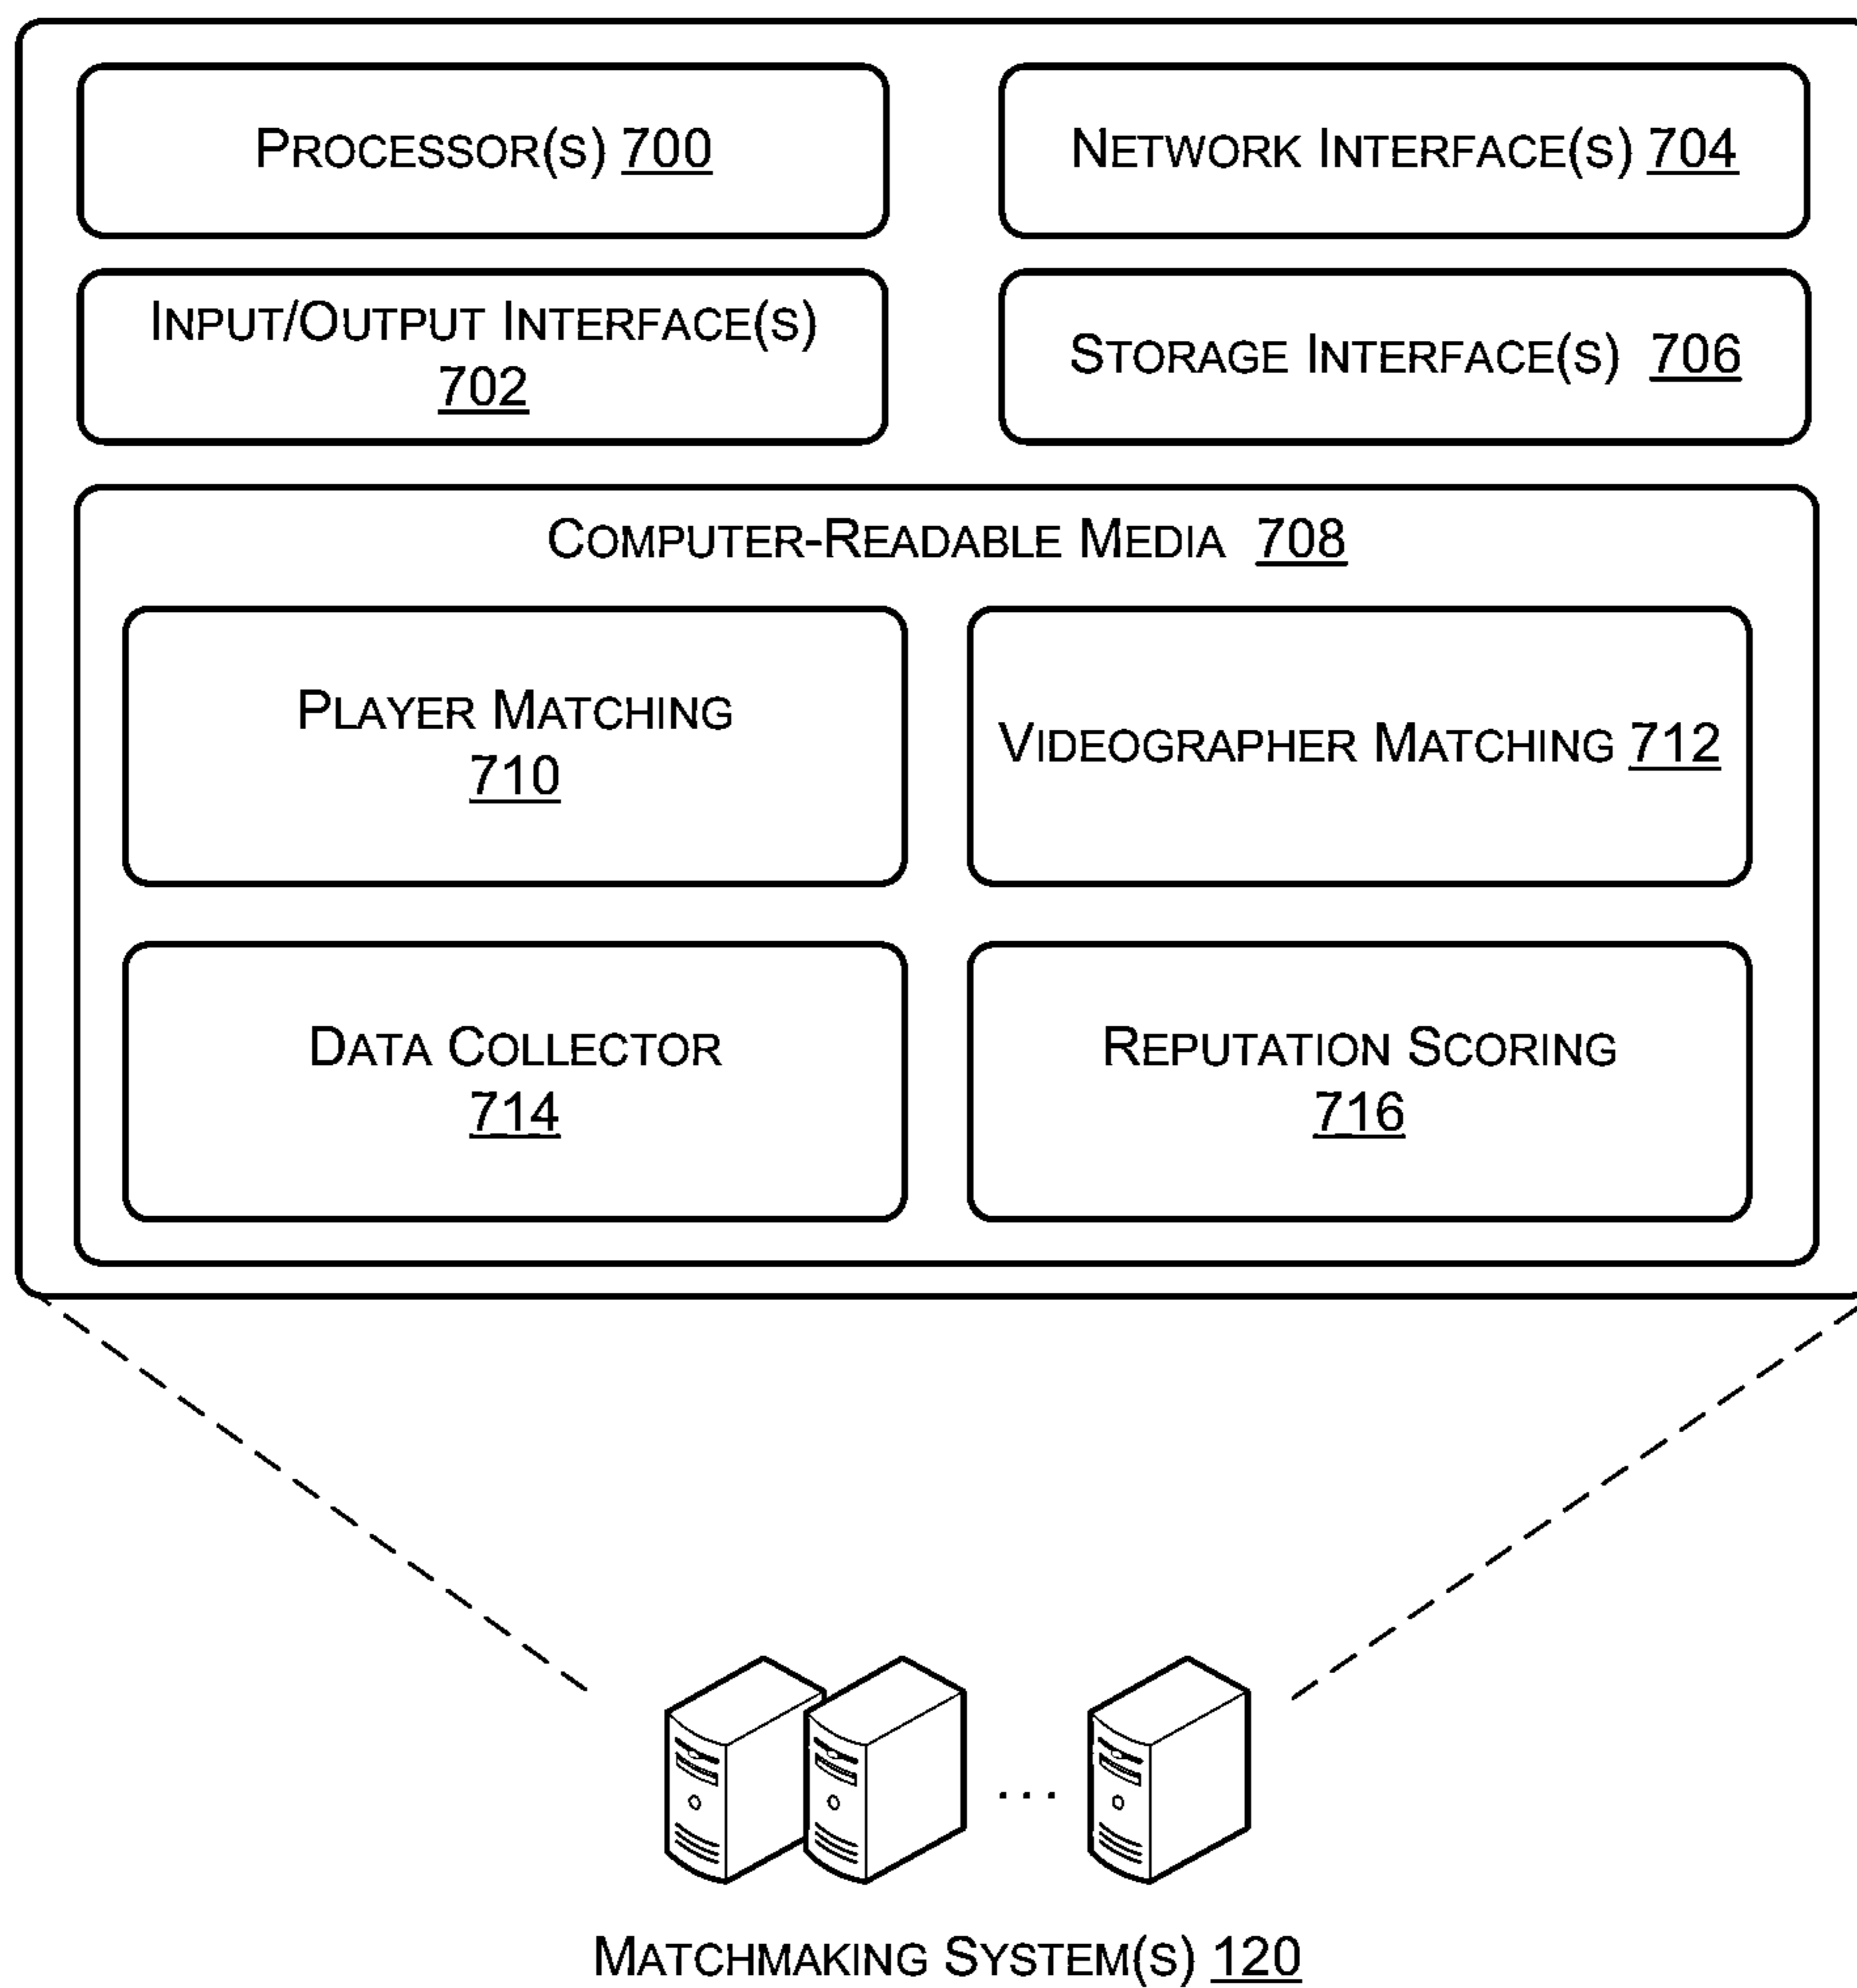 PROCESSOR(S) 700
NETWORK INTERFACE(S) 704
INPUT/OUTPUT INTERFACE(S)
702
STORAGE INTERFACE(S) 706
COMPUTER-READABLE MEDIA 708
PLAYER MATCHING
710
VIDEOGRAPHER MATCHING 712
DATA COLLECTOR
714
REPUTATION SCORING
716
...
MATCHMAKING SYSTEM(S) 120